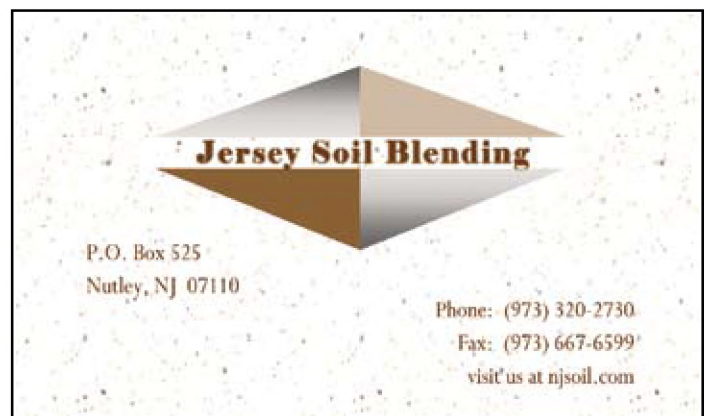 Jersey Soil Blending
P.O. Box 525
Nutley, NJ 07110
Phone: (973) 320-2730
Fax: (973) 667-6599
visit us at njsoil.com